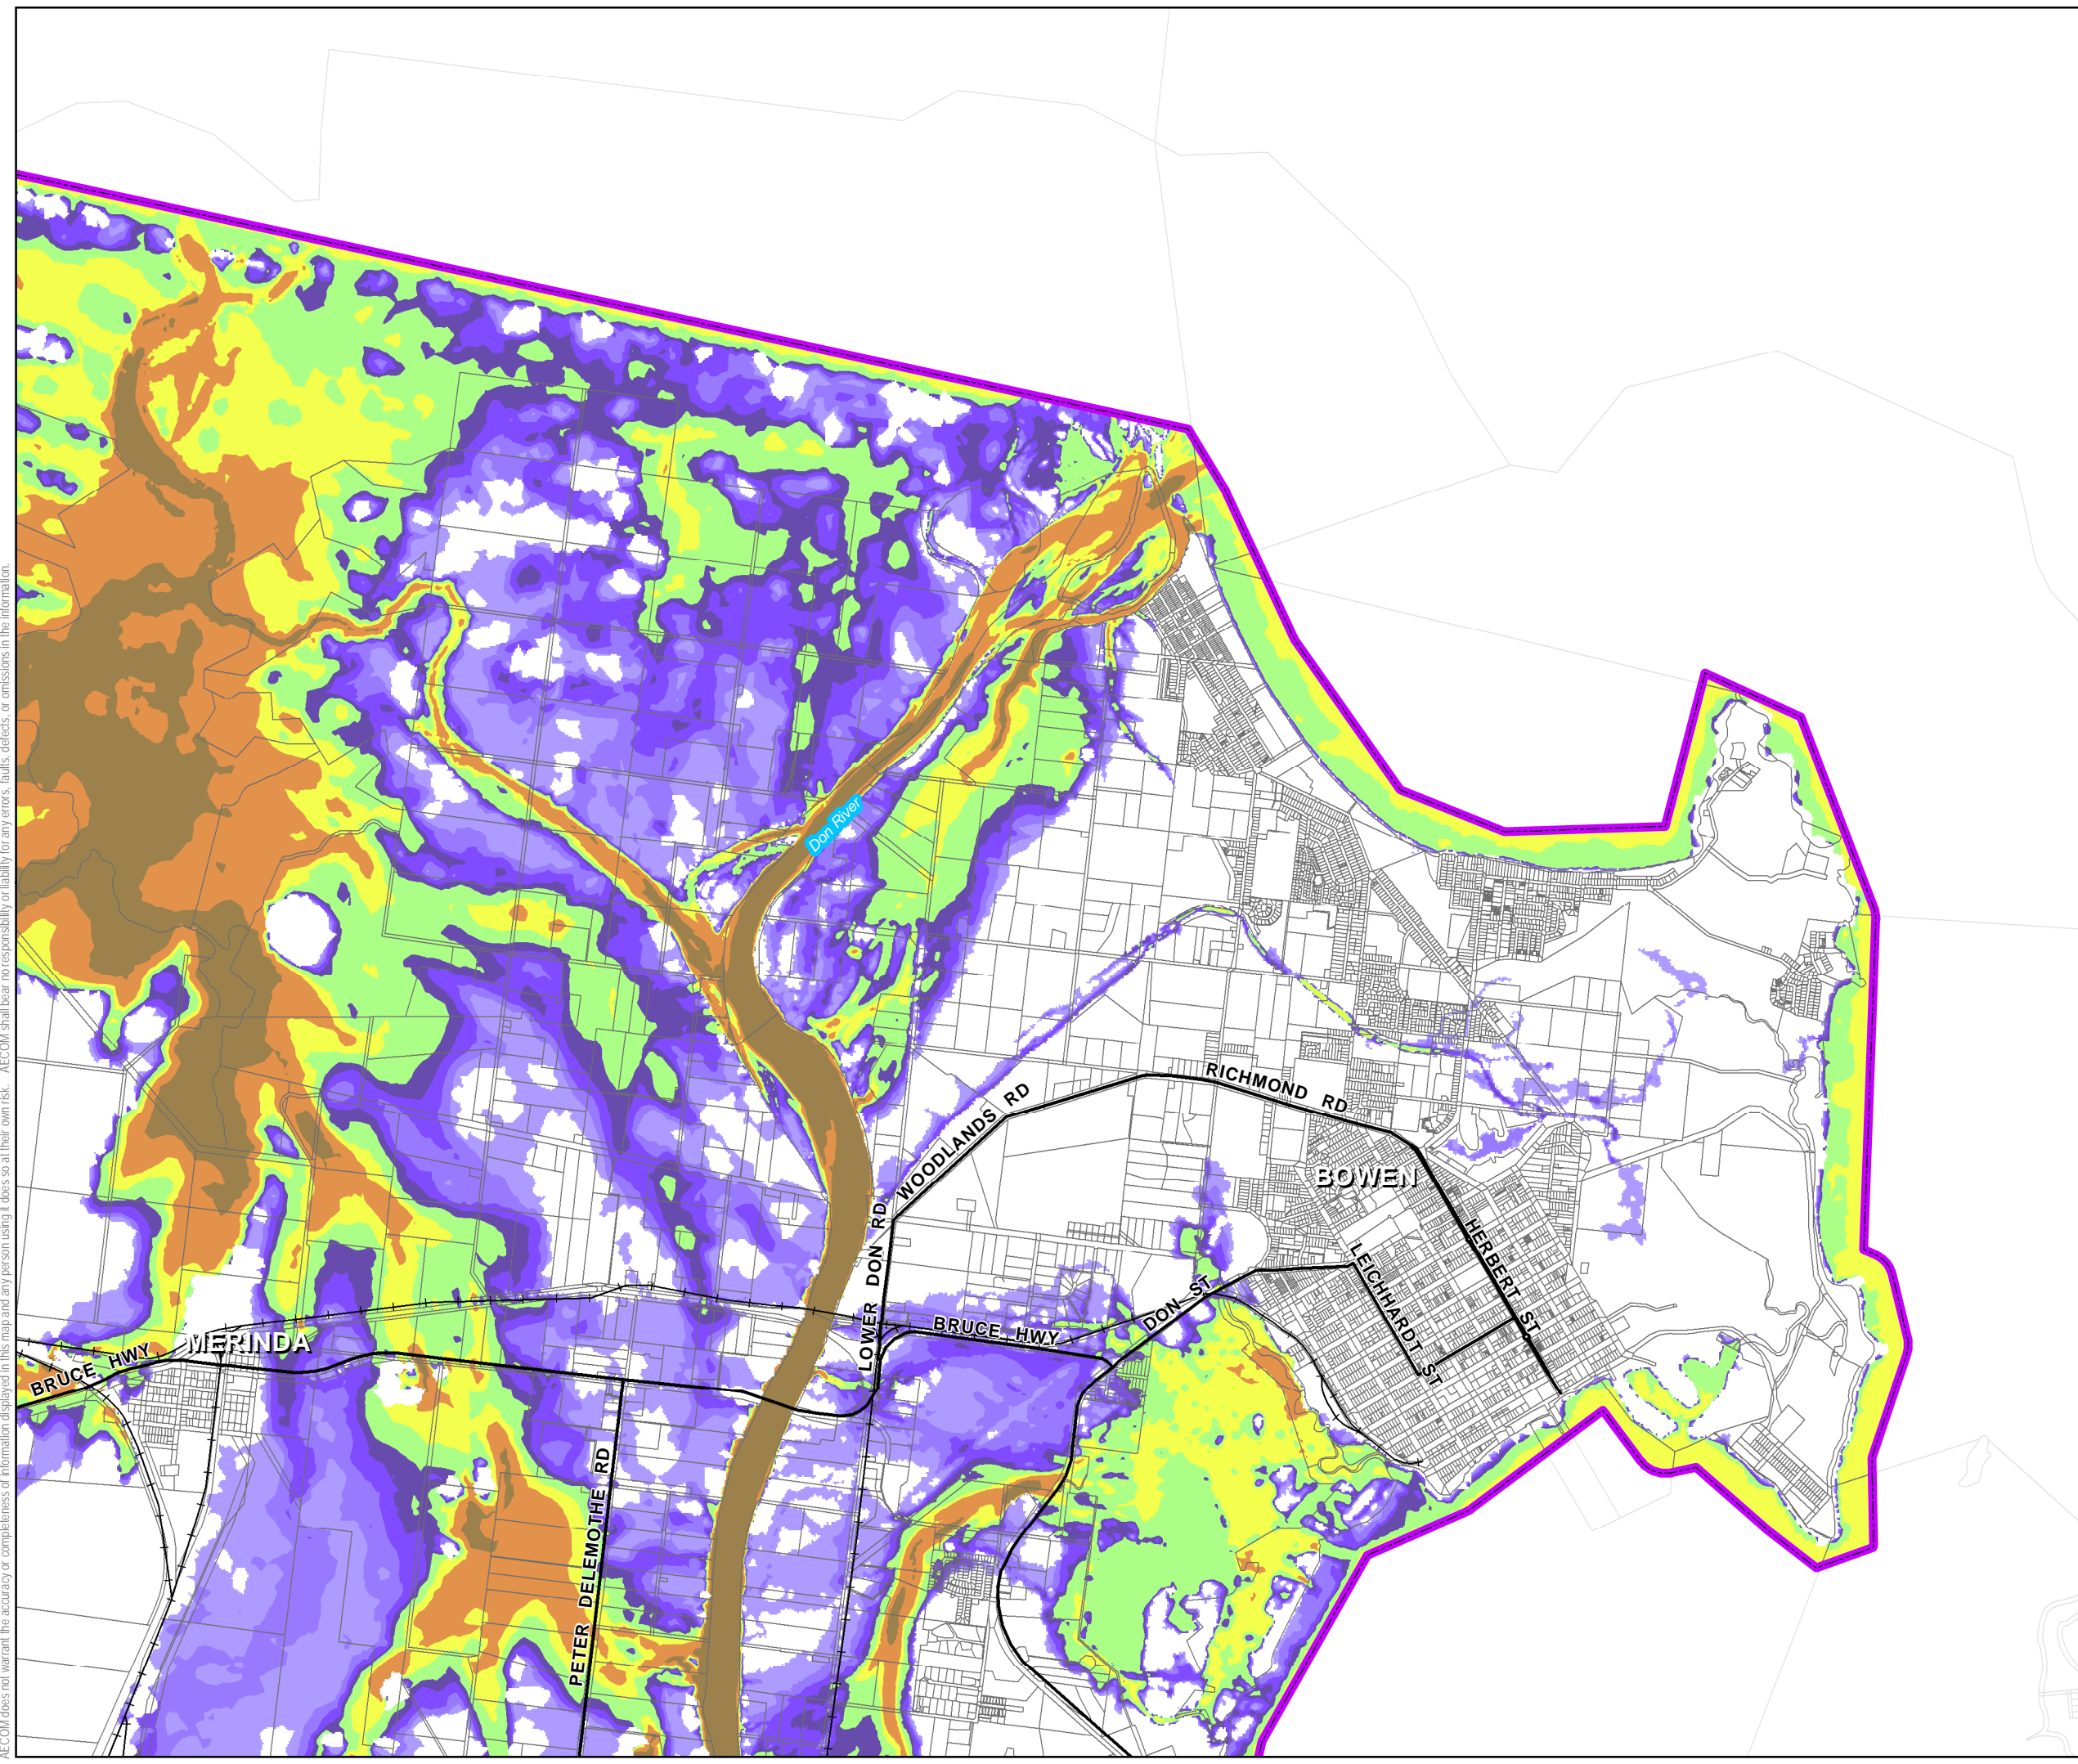 AECOM does not warrant the accuracy or completeness of information displayed in this map and any person using it does so at their own risk. AECOM shall bear no responsibility or liability for any errors, faults, defects, or omissions in the information.
Don River
WOODLANDS RD
RICHMOND RD
BOWEN
LOWER DON RD
HERBERT ST
LEICHHARDT ST
DON ST
BRUCE HWY
MERINDA
BRUCE HWY
PETER DELEMOTHE RD